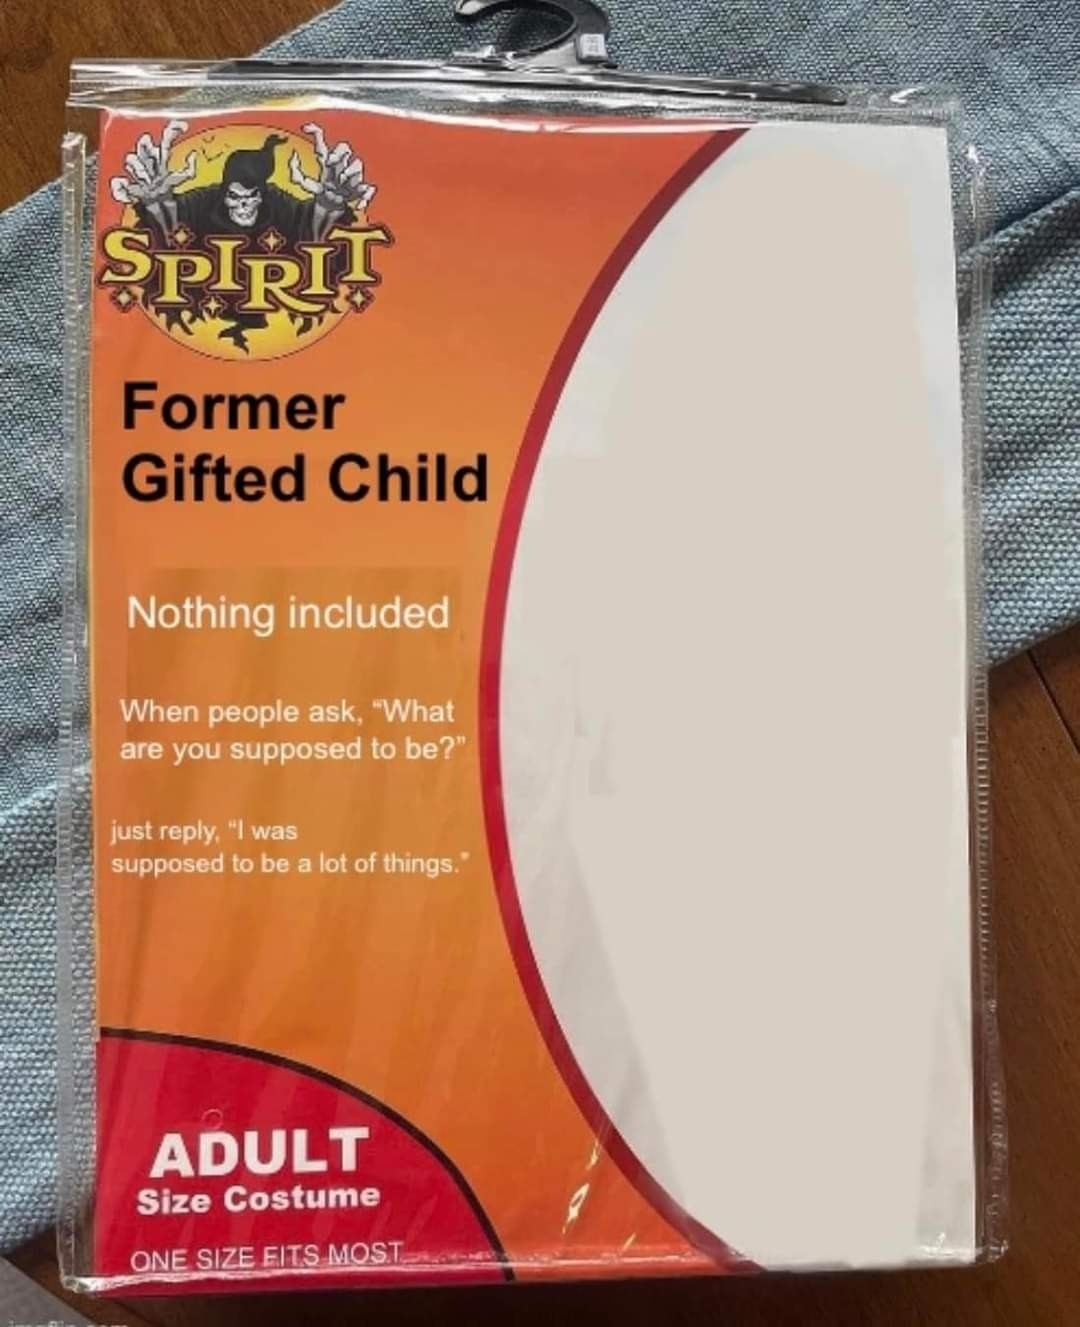 SPIRIT
Former
Gifted Child
Nothing included
When people ask, “What
are you supposed to be?”
just reply, “I was
supposed to be a lot of things.”
ADULT
Size Costume
ONE SIZE FITS MOST